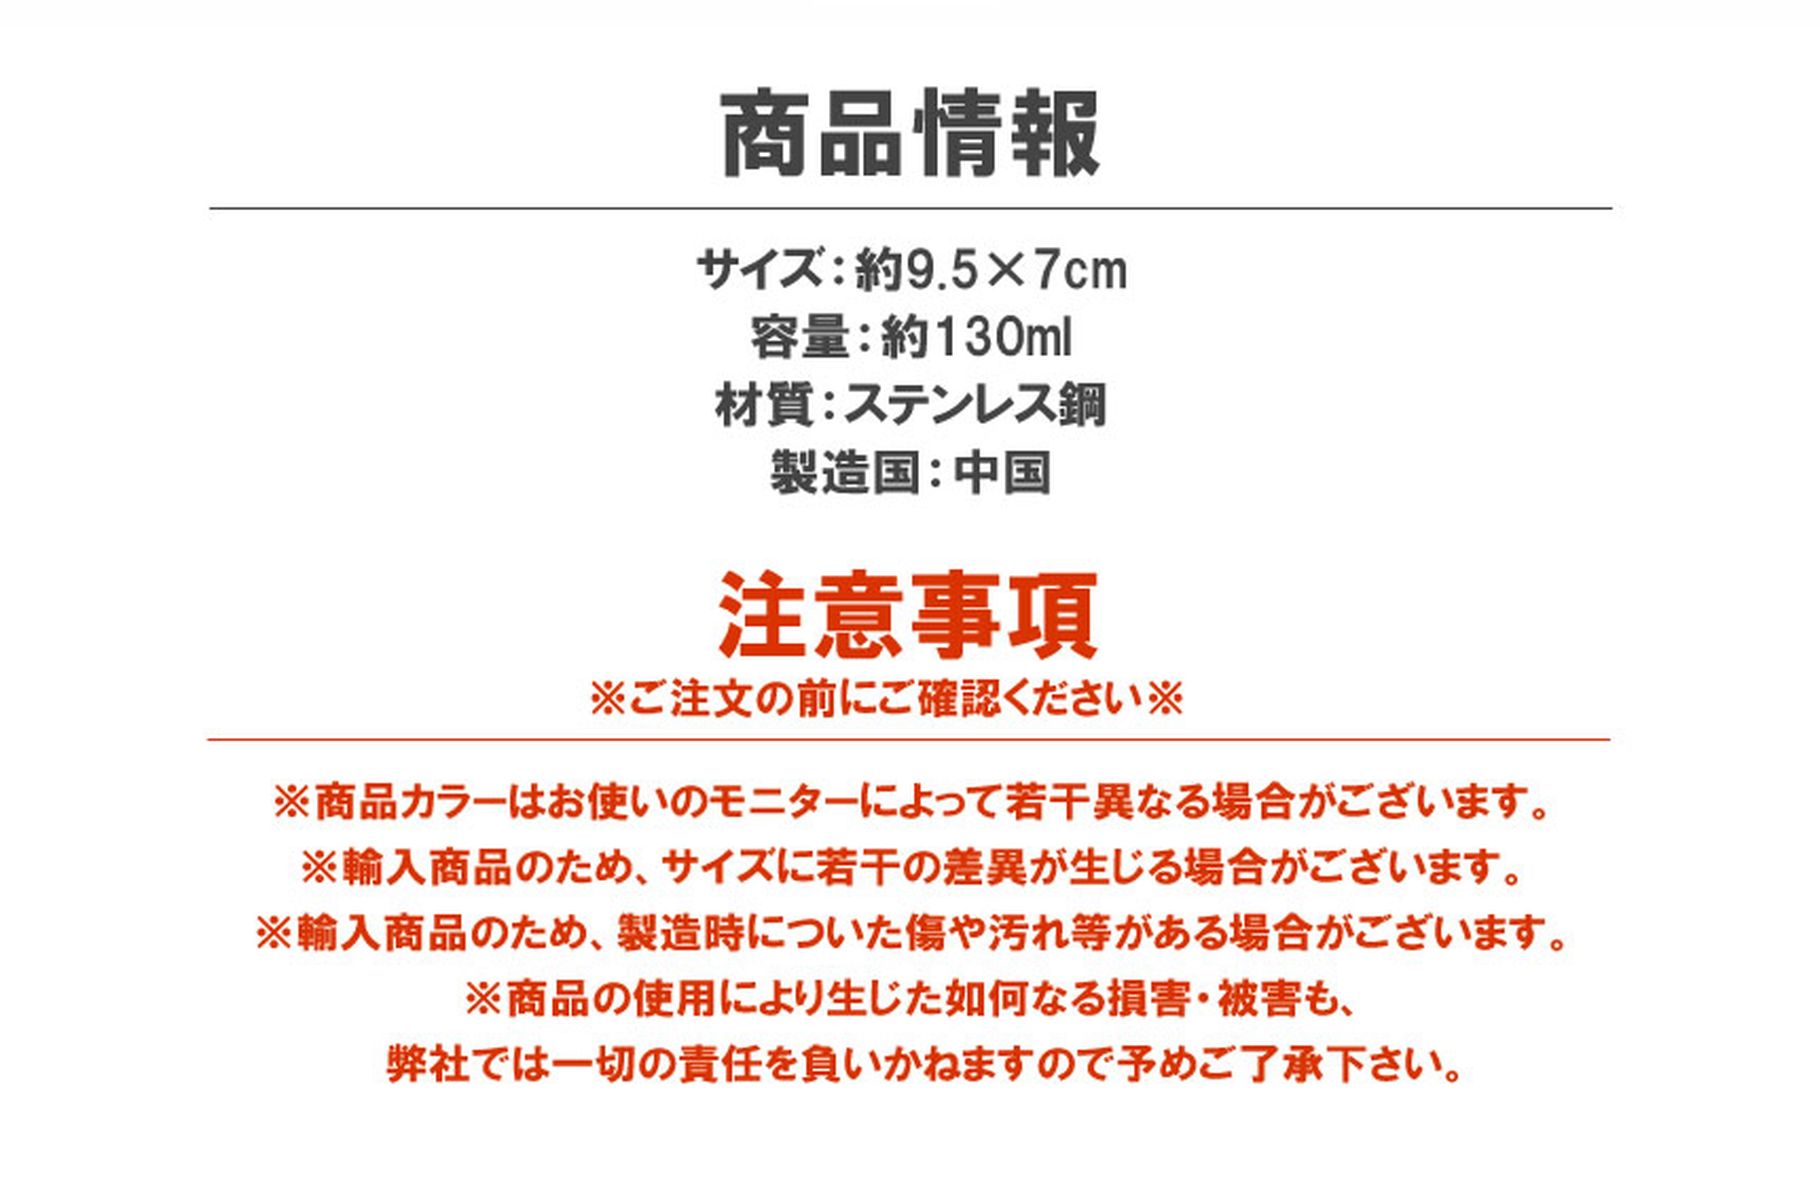 商品情報
サイズ：約9.5×7cm
容量：約130ml
材質：ステンレス鋼
製造国：中国
注意事項
※ご注文の前にご確認ください※
※商品カラーはお使いのモニターによって若干異なる場合がございます。
※輸入商品のため、サイズに若干の差異が生じる場合がございます。
※輸入商品のため、製造時についた傷や汚れ等がある場合がございます。
※商品の使用により生じた如何なる損害・被害も、
弊社では一切の責任を負いかねますので予めご了承下さい。